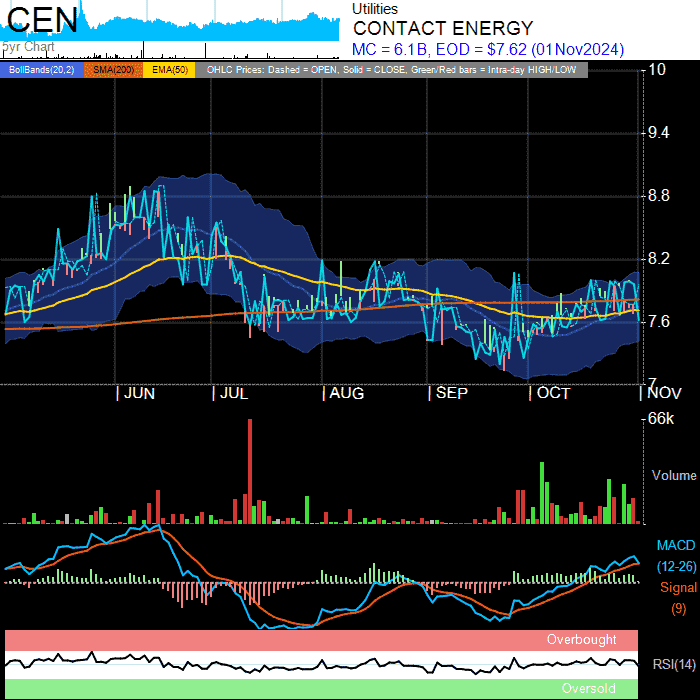 CEN
5yr Chart
Utilities
CONTACT ENERGY
MC = 6.1B, EOD = $7.62 (01Nov2024)
BollBands(20,2) SMA(200) EMA(50) OHLC Prices: Dashed = OPEN, Solid = CLOSE, Green/Red bars = Intra-day HIGH/LOW
10
9.4
8.8
8.2
7.6
7
JUN JUL AUG SEP OCT NOV
66k
Volume
MACD
(12-26)
Signal
(9)
Overbought
RSI(14)
Oversold